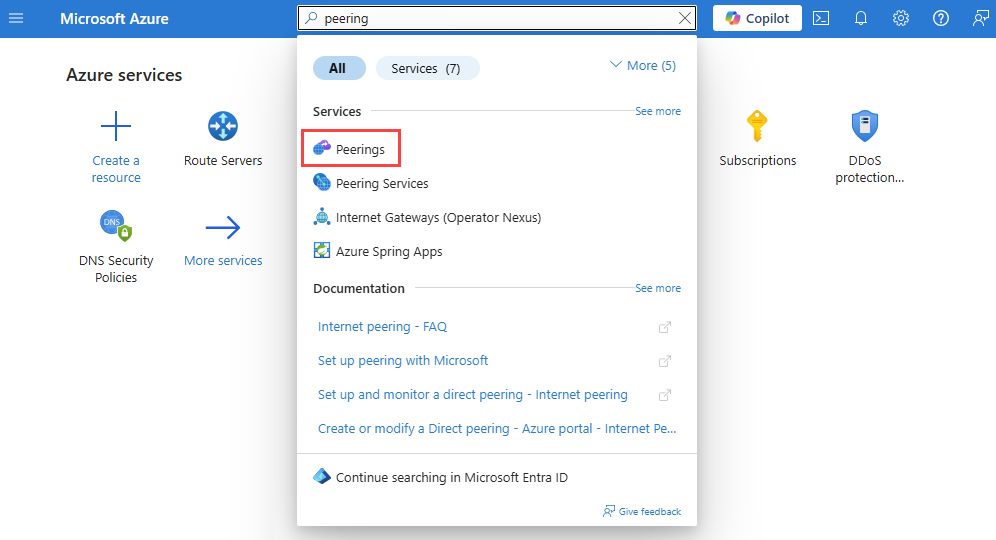 Microsoft Azure
peering
Copilot
Azure services
All
Services (7)
More (5)
Services
See more
Create a
resource
Route Servers
Peerings
Peering Services
Internet Gateways (Operator Nexus)
Azure Spring Apps
Subscriptions
DDoS
protection...
DNS
DNS Security
Policies
More services
Documentation
See more
Internet peering - FAQ
Set up peering with Microsoft
Set up and monitor a direct peering - Internet peering
Create or modify a Direct peering - Azure portal - Internet Pe...
Continue searching in Microsoft Entra ID
Give feedback